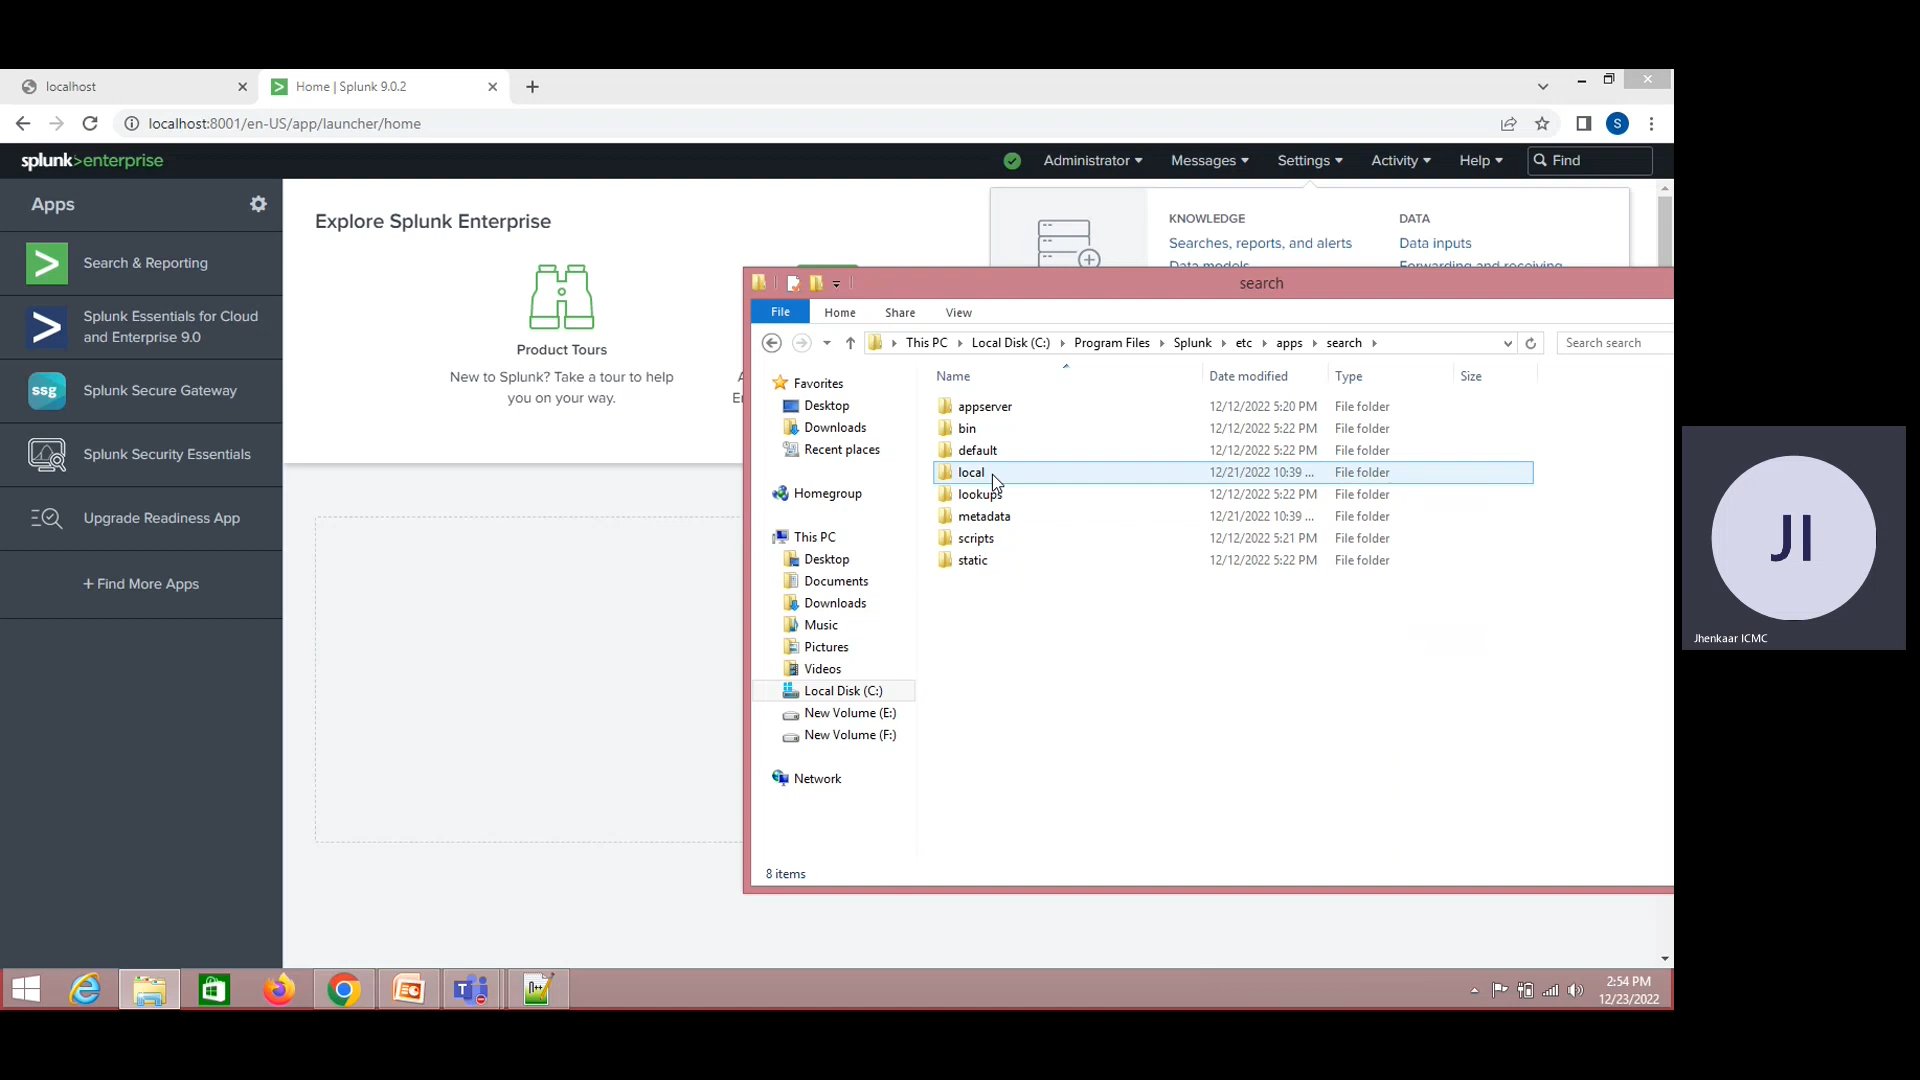 localhost
Home | Splunk 9.0.2
localhost:8001/en-US/app/launcher/home
S
splunk>enterprise
Administrator
Messages
Settings
Activity
Help
Find
Apps
Search & Reporting
Splunk Essentials for Cloud
and Enterprise 9.0
ssg
Splunk Secure Gateway
Splunk Security Essentials
Upgrade Readiness App
+ Find More Apps
Explore Splunk Enterprise
Product Tours
New to Splunk? Take a tour to help
you on your way.
KNOWLEDGE
Searches, reports, and alerts
Data models
DATA
Data inputs
Forwarding and receiving
search
File
Home
Share
View
This PC
Local Disk (C:)
Program Files
Splunk
etc
apps
search
Search search
Favorites
Desktop
Downloads
Recent places
Homegroup
This PC
Desktop
Documents
Downloads
Music
Pictures
Videos
Local Disk (C:)
New Volume (E:)
New Volume (F:)
Network
Name Date modified Type Size
appserver 12/12/2022 5:20 PM File folder
bin 12/12/2022 5:22 PM File folder
default 12/12/2022 5:22 PM File folder
local 12/21/2022 10:39 ... File folder
lookups 12/12/2022 5:22 PM File folder
metadata 12/21/2022 10:39 ... File folder
scripts 12/12/2022 5:21 PM File folder
static 12/12/2022 5:22 PM File folder
8 items
JI
Jhenkaar ICMC
2:54 PM
12/23/2022